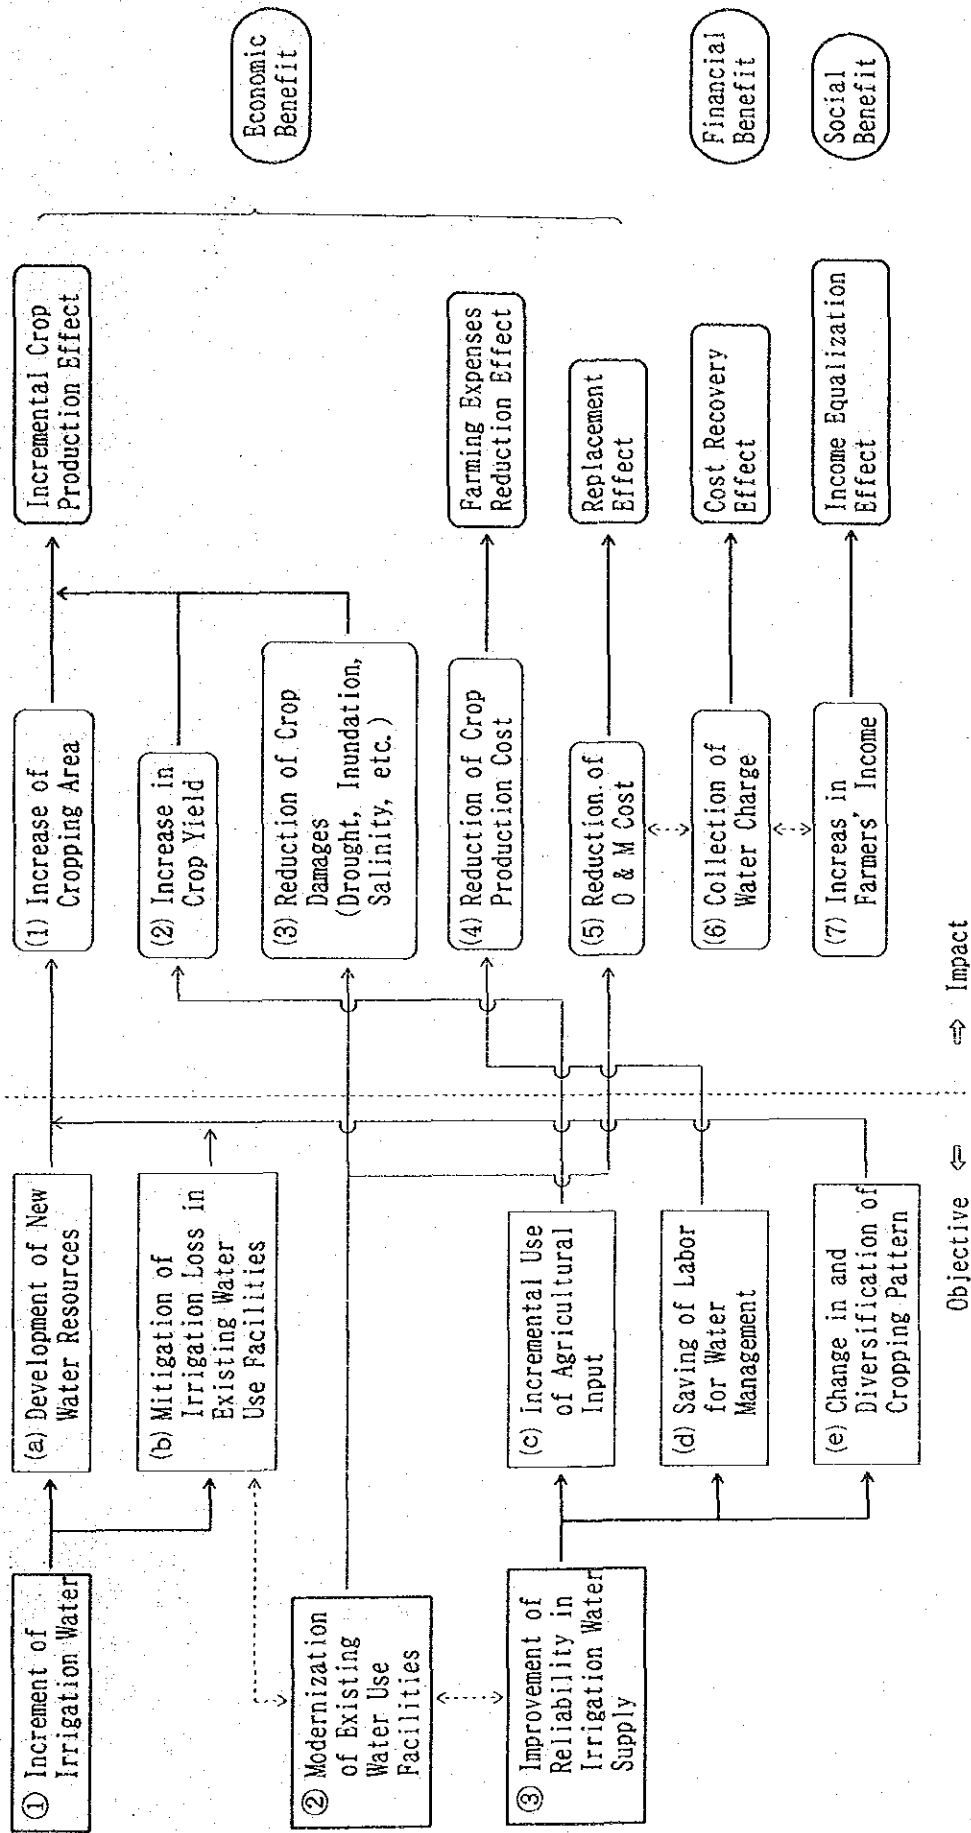 ① Increment of
Irrigation Water
② Modernization
of Existing
Water Use
Facilities
③ Improvement of
Reliability in
Irrigation Water
Supply
(a) Development of New
Water Resources
(b) Mitigation of
Irrigation Loss in
Existing Water
Use Facilities
(c) Incremental Use
of Agricultural
Input
(d) Saving of Labor
for Water
Management
(e) Change in and
Diversification of
Cropping Pattern
Objective ⇐ ⇒ Impact
(1) Increase of
Cropping Area
(2) Increase in
Crop Yield
(3) Reduction of Crop
Damages
(Drought, Inundation,
Salinity, etc.)
(4) Reduction of Crop
Production Cost
(5) Reduction of
O & M Cost
(6) Collection of
Water Charge
(7) Increas in
Farmers' Income
Incremental Crop
Production Effect
Farming Expenses
Reduction Effect
Replacement
Effect
Cost Recovery
Effect
Income Equalization
Effect
Economic
Benefit
Financial
Benefit
Social
Benefit